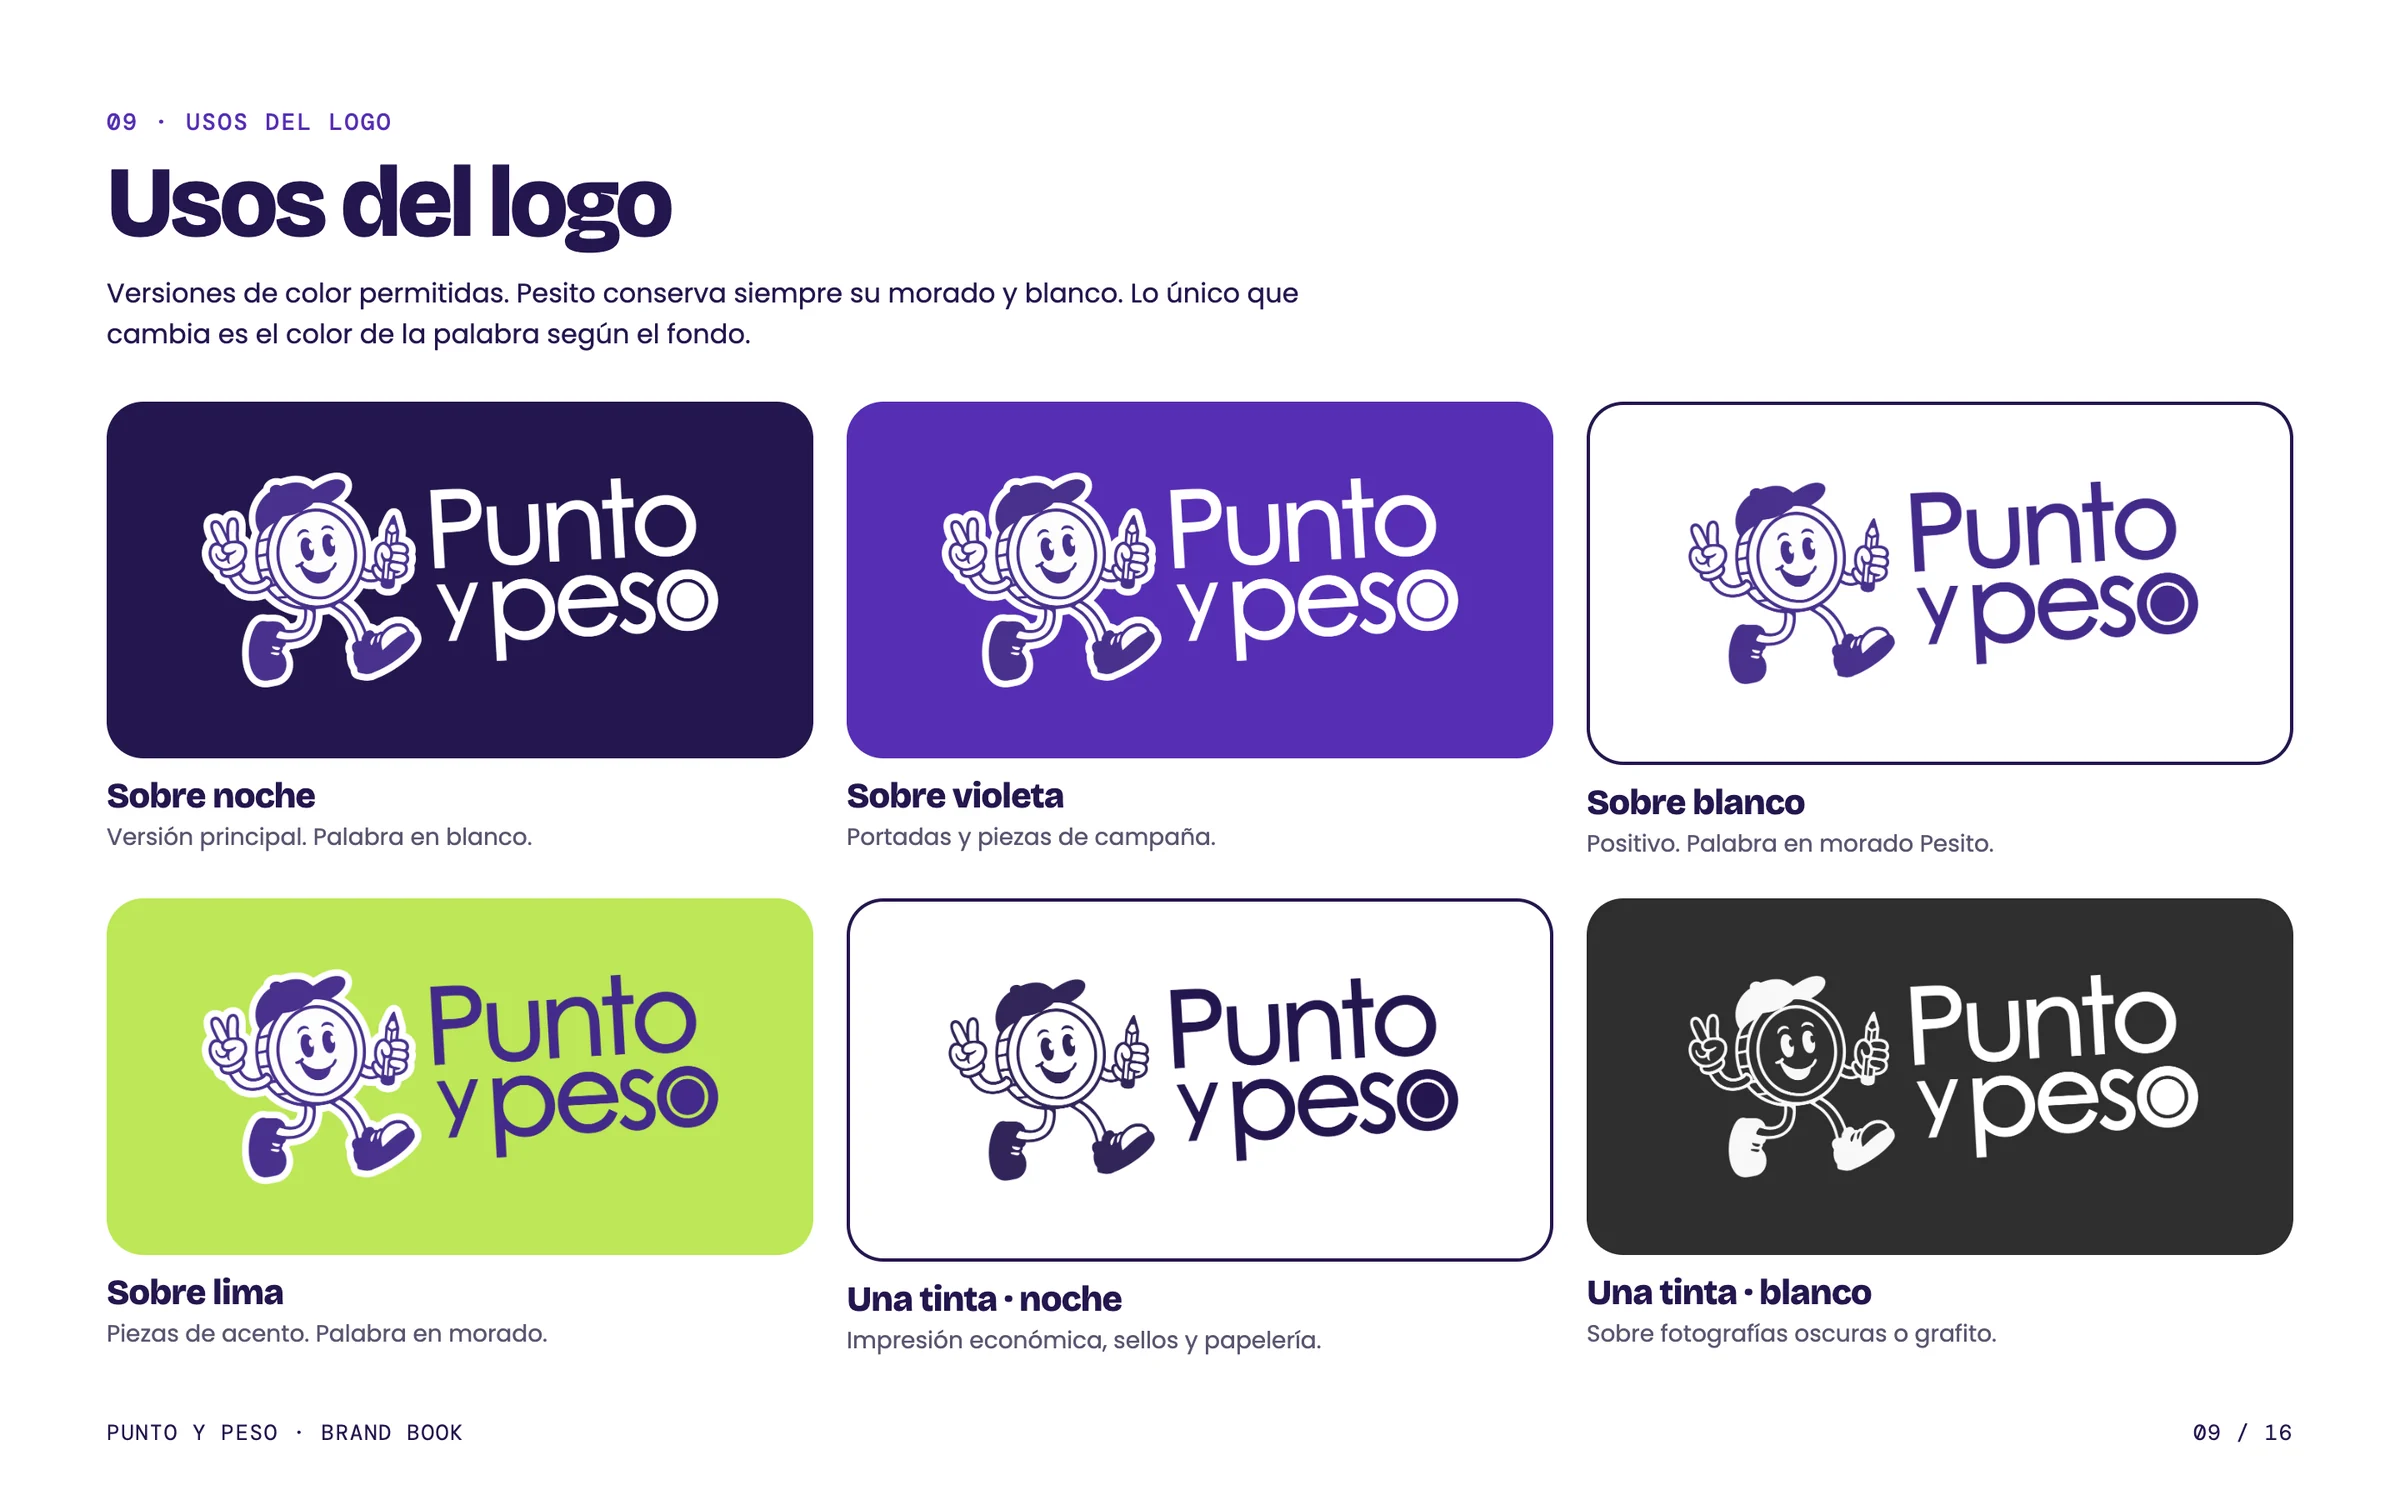 09 · USOS DEL LOGO
Usos del logo
Versiones de color permitidas. Pesito conserva siempre su morado y blanco. Lo único que
cambia es el color de la palabra según el fondo.
Punto
y peso
Punto
y peso
Punto
y peso
Sobre noche
Versión principal. Palabra en blanco.
Sobre violeta
Portadas y piezas de campaña.
Sobre blanco
Positivo. Palabra en morado Pesito.
Punto
y peso
Punto
y peso
Punto
y peso
Sobre lima
Piezas de acento. Palabra en morado.
Una tinta · noche
Impresión económica, sellos y papelería.
Una tinta · blanco
Sobre fotografías oscuras o grafito.
PUNTO Y PESO · BRAND BOOK
09 / 16